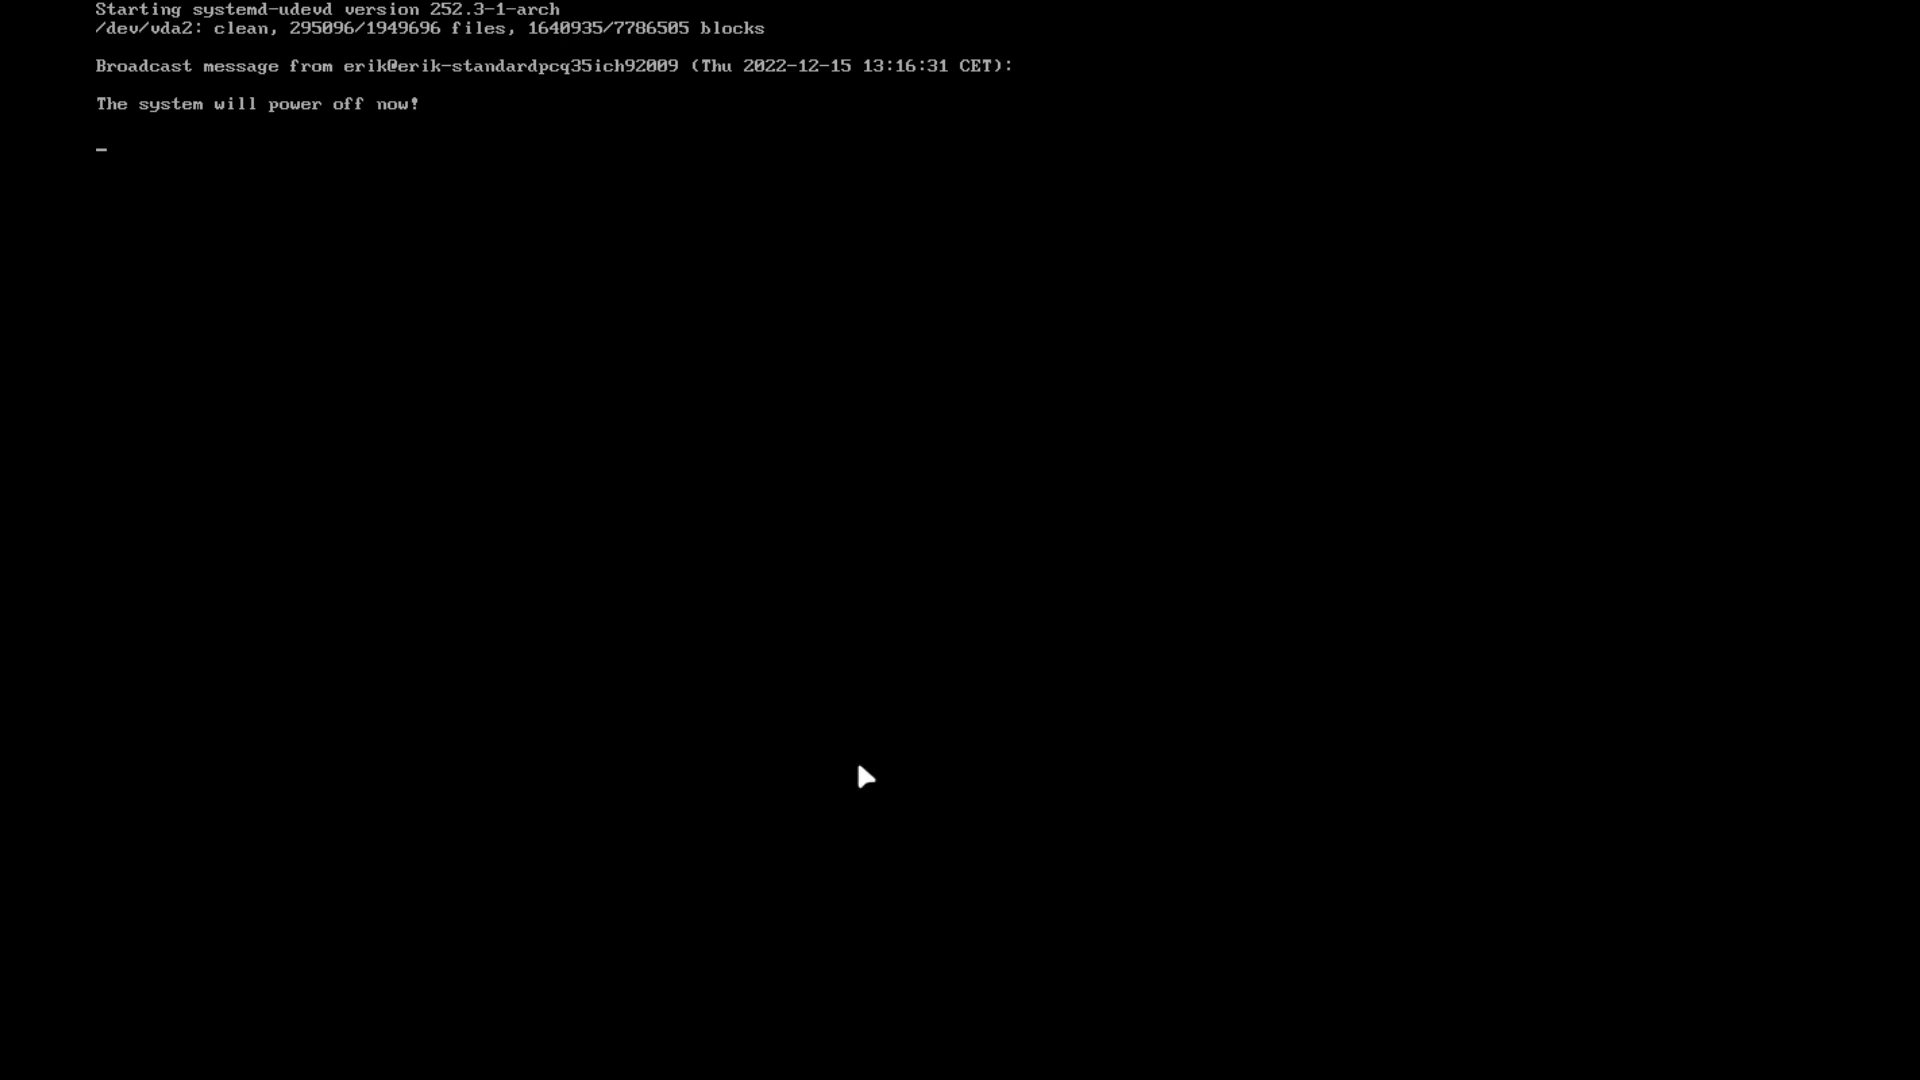 Starting systemd-udevd version 252.3-1-arch
/dev/vda2: clean, 295096/1949696 files, 1640935/7786505 blocks
Broadcast message from erik@erik-standardpcq35ich92009 (Thu 2022-12-15 13:16:31 CET):
The system will power off now!